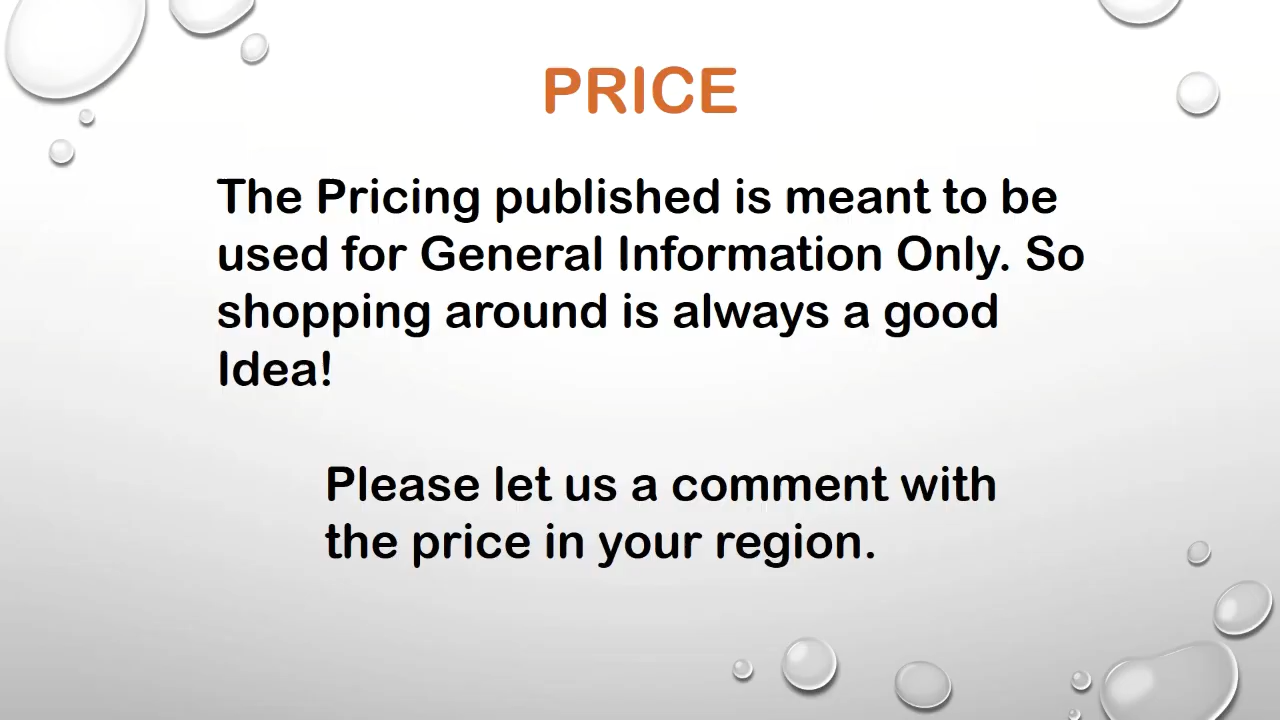 PRICE
The Pricing published is meant to be
used for General Information Only. So
shopping around is always a good
Idea!
Please let us a comment with
the price in your region.